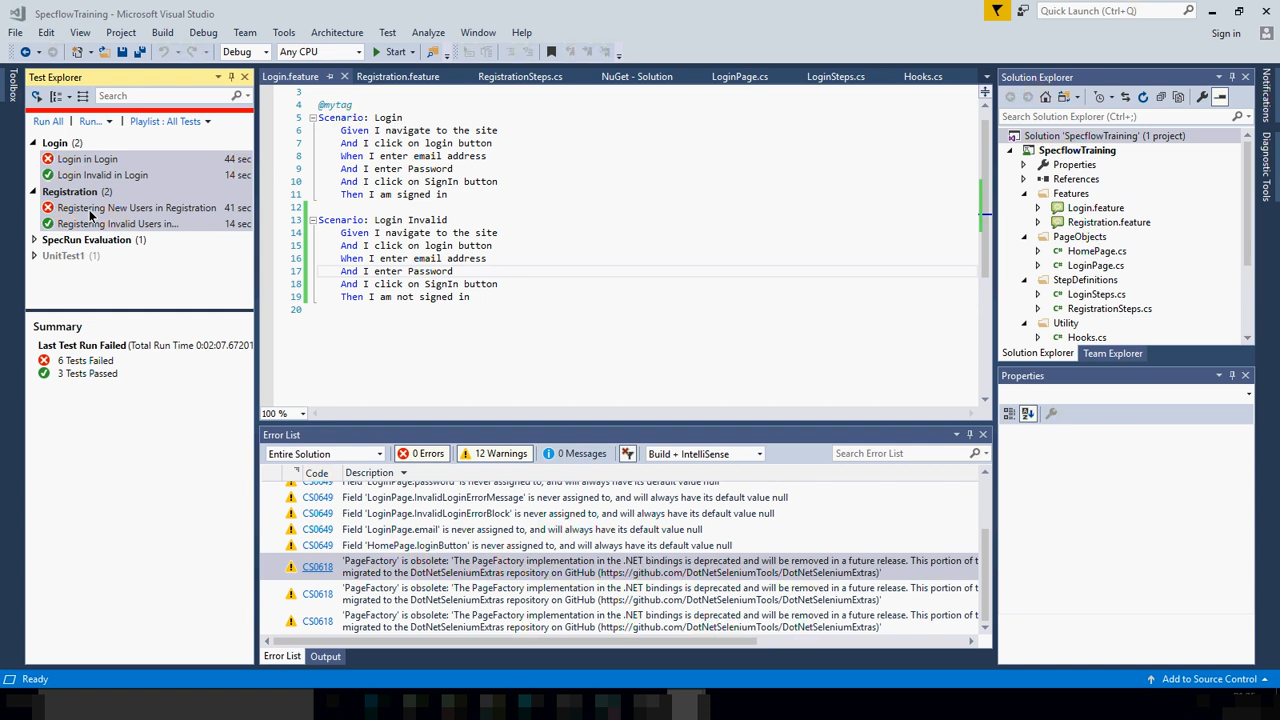 SpecflowTraining - Microsoft Visual Studio
Quick Launch (Ctrl+Q)
File Edit View Project Build Debug Team Tools Architecture Test Analyze Window Help
Sign in
Debug Any CPU Start
Toolbox
Test Explorer
Search
Run All Run... Playlist : All Tests
Login (2)
Login in Login 44 sec
Login Invalid in Login 14 sec
Registration (2)
Registering New Users in Registration 41 sec
Registering Invalid Users in... 14 sec
SpecRun Evaluation (1)
UnitTest1 (1)
Summary
Last Test Run Failed (Total Run Time 0:02:07.67201
6 Tests Failed
3 Tests Passed
Login.feature Registration.feature RegistrationSteps.cs NuGet - Solution LoginPage.cs LoginSteps.cs Hooks.cs
3
4 @mytag
5 Scenario: Login
6 Given I navigate to the site
7 And I click on login button
8 When I enter email address
9 And I enter Password
10 And I click on SignIn button
11 Then I am signed in
12
13 Scenario: Login Invalid
14 Given I navigate to the site
15 And I click on login button
16 When I enter email address
17 And I enter Password
18 And I click on SignIn button
19 Then I am not signed in
20
100 %
Error List
Entire Solution 0 Errors 12 Warnings 0 Messages Build + IntelliSense Search Error List
Code Description
CS0649 Field 'LoginPage.password' is never assigned to, and will always have its default value null
CS0649 Field 'LoginPage.InvalidLoginErrorMessage' is never assigned to, and will always have its default value null
CS0649 Field 'LoginPage.InvalidLoginErrorBlock' is never assigned to, and will always have its default value null
CS0649 Field 'LoginPage.email' is never assigned to, and will always have its default value null
CS0649 Field 'HomePage.loginButton' is never assigned to, and will always have its default value null
CS0618 'PageFactory' is obsolete: 'The PageFactory implementation in the .NET bindings is deprecated and will be removed in a future release. This portion of t
migrated to the DotNetSeleniumExtras repository on GitHub (https://github.com/DotNetSeleniumTools/DotNetSeleniumExtras)'
CS0618 'PageFactory' is obsolete: 'The PageFactory implementation in the .NET bindings is deprecated and will be removed in a future release. This portion of t
migrated to the DotNetSeleniumExtras repository on GitHub (https://github.com/DotNetSeleniumTools/DotNetSeleniumExtras)'
CS0618 'PageFactory' is obsolete: 'The PageFactory implementation in the .NET bindings is deprecated and will be removed in a future release. This portion of t
migrated to the DotNetSeleniumExtras repository on GitHub (https://github.com/DotNetSeleniumTools/DotNetSeleniumExtras)'
Error List Output
Solution Explorer
Search Solution Explorer (Ctrl+;)
Solution 'SpecflowTraining' (1 project)
SpecflowTraining
Properties
References
Features
Login.feature
Registration.feature
PageObjects
HomePage.cs
LoginPage.cs
StepDefinitions
LoginSteps.cs
RegistrationSteps.cs
Utility
Hooks.cs
Solution Explorer Team Explorer
Properties
Notifications
Diagnostic Tools
Ready
Add to Source Control